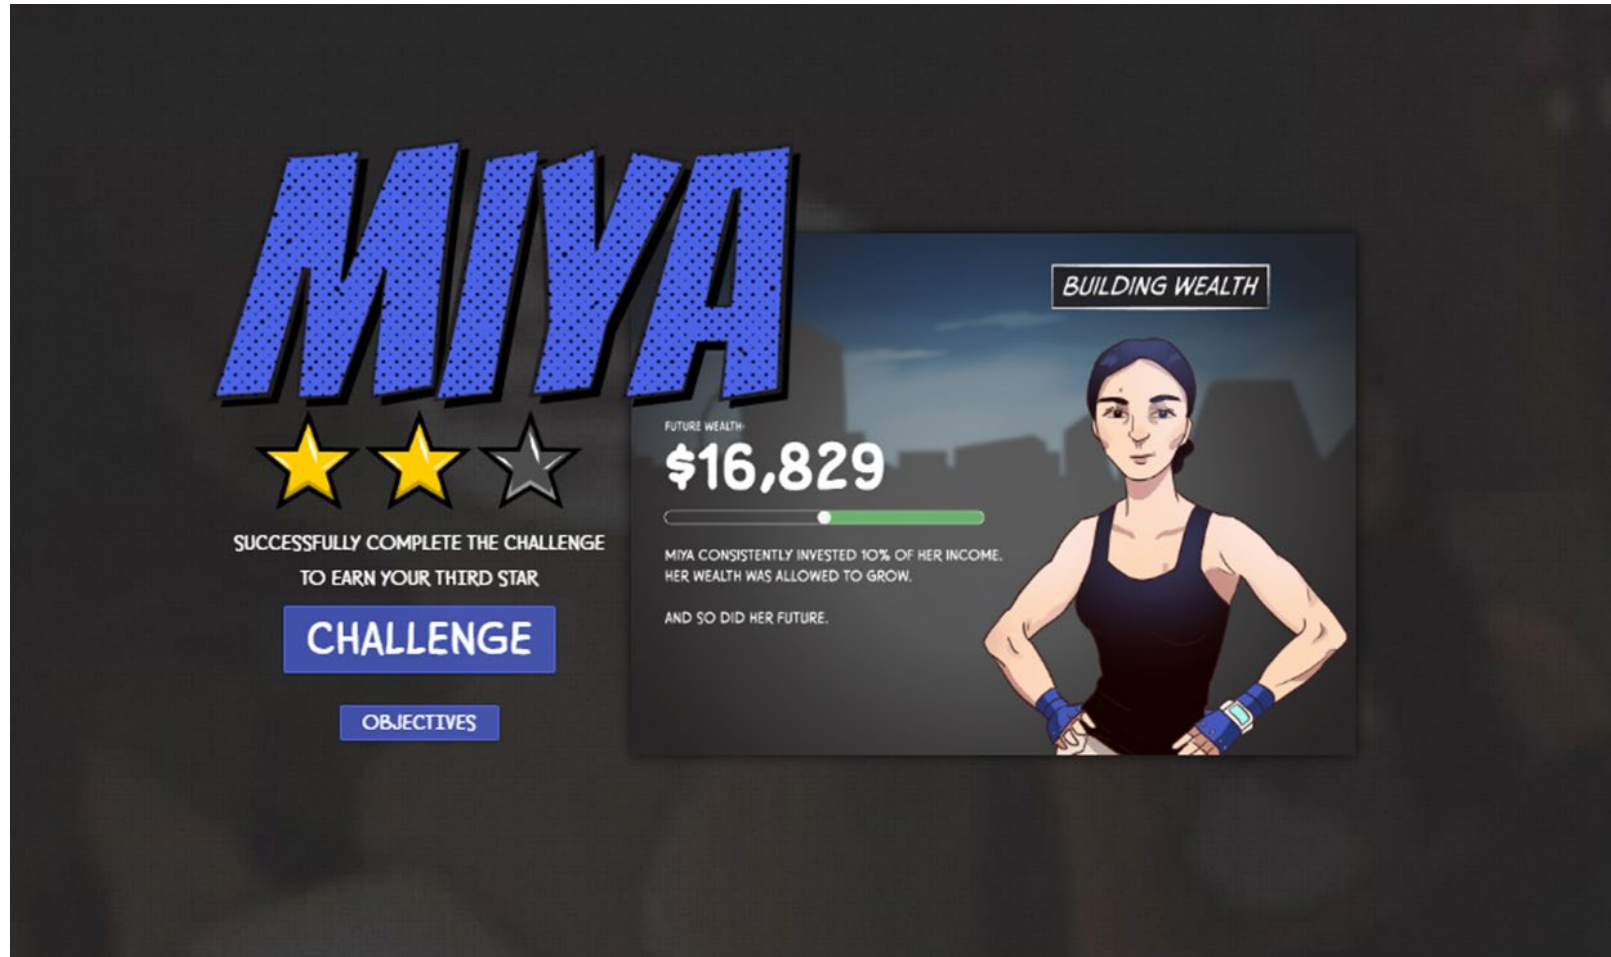 MIYA
SUCCESSFULLY COMPLETE THE CHALLENGE
TO EARN YOUR THIRD STAR
CHALLENGE
OBJECTIVES
BUILDING WEALTH
FUTURE WEALTH
$16,829
MIYA CONSISTENTLY INVESTED 10% OF HER INCOME.
HER WEALTH WAS ALLOWED TO GROW.
AND SO DID HER FUTURE.